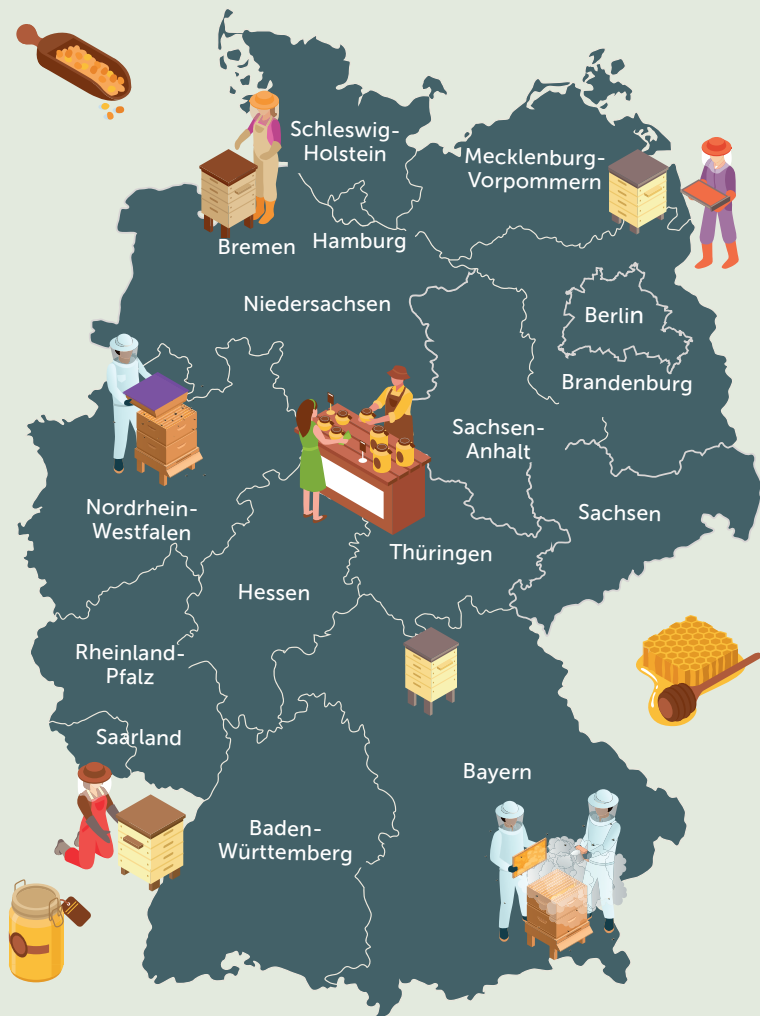 Schleswig-
Holstein
Mecklenburg-
Vorpommern
Bremen
Hamburg
Niedersachsen
Berlin
Brandenburg
Sachsen-
Anhalt
Nordrhein-
Westfalen
Sachsen
Thüringen
Hessen
Rheinland-
Pfalz
Saarland
Bayern
Baden-
Württemberg